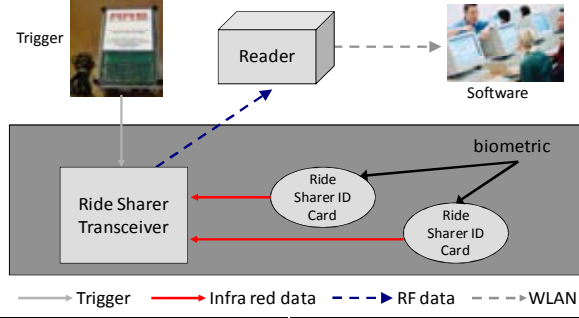 Trigger
Reader
Software
biometric
Ride Sharer
Transceiver
Ride
Sharer ID
Card
Ride
Sharer ID
Card
Trigger
Infra red data
RF data
WLAN